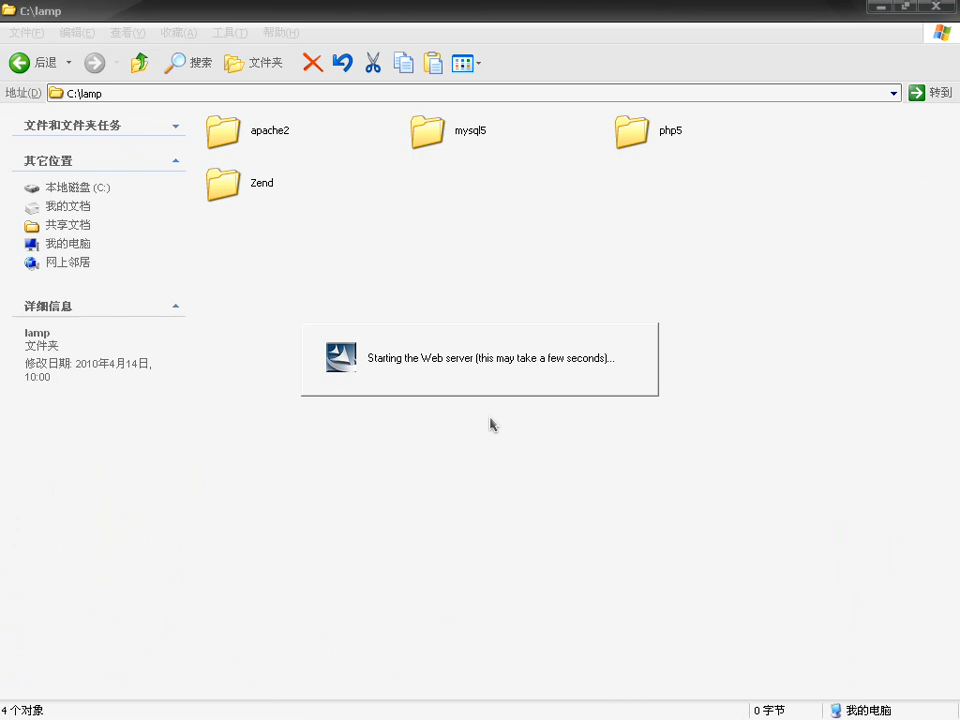 C:\lamp
文件(F) 编辑(E) 查看(V) 收藏(A) 工具(T) 帮助(H)
后退 搜索 文件夹
地址(D) C:\lamp 转到
文件和文件夹任务
其它位置
本地磁盘 (C:)
我的文档
共享文档
我的电脑
网上邻居
详细信息
lamp
文件夹
修改日期: 2010年4月14日,
10:00
apache2 mysql5 php5
Zend
Starting the Web server (this may take a few seconds)...
4 个对象 0 字节 我的电脑